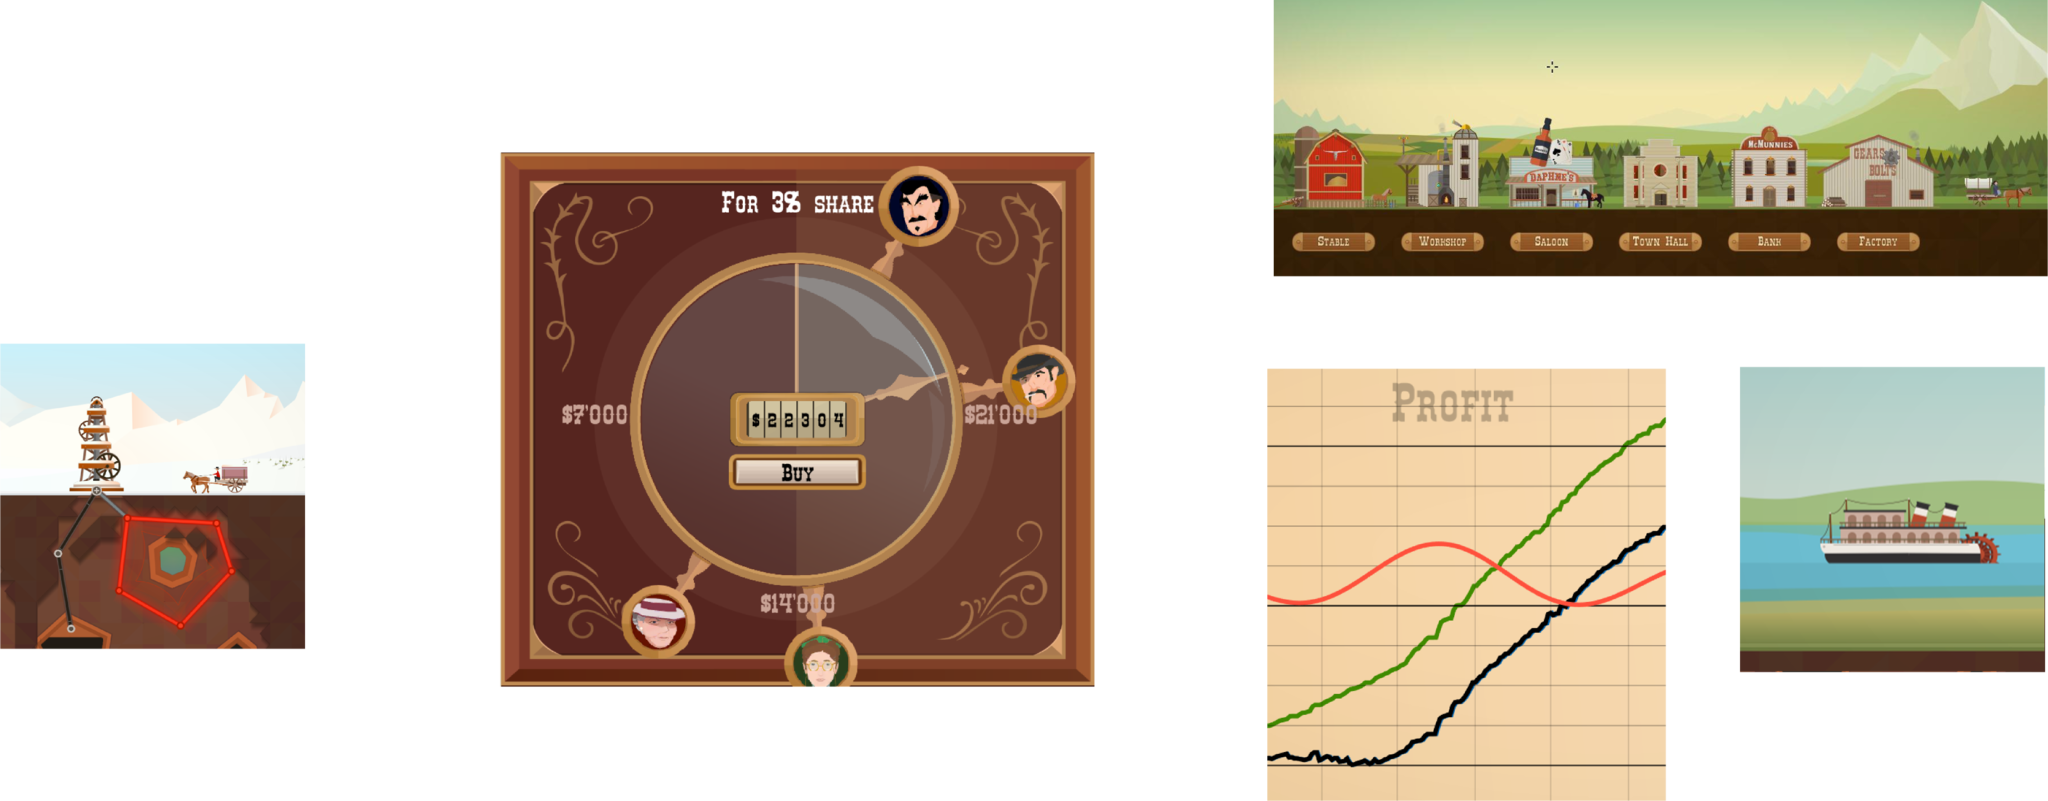 For 3% share
$7'000
$21'000
$22304
Buy
$14'000
McMunnies
Gears
Bolts
Daphne's
Stable
Workshop
Saloon
Town Hall
Bank
Factory
Profit